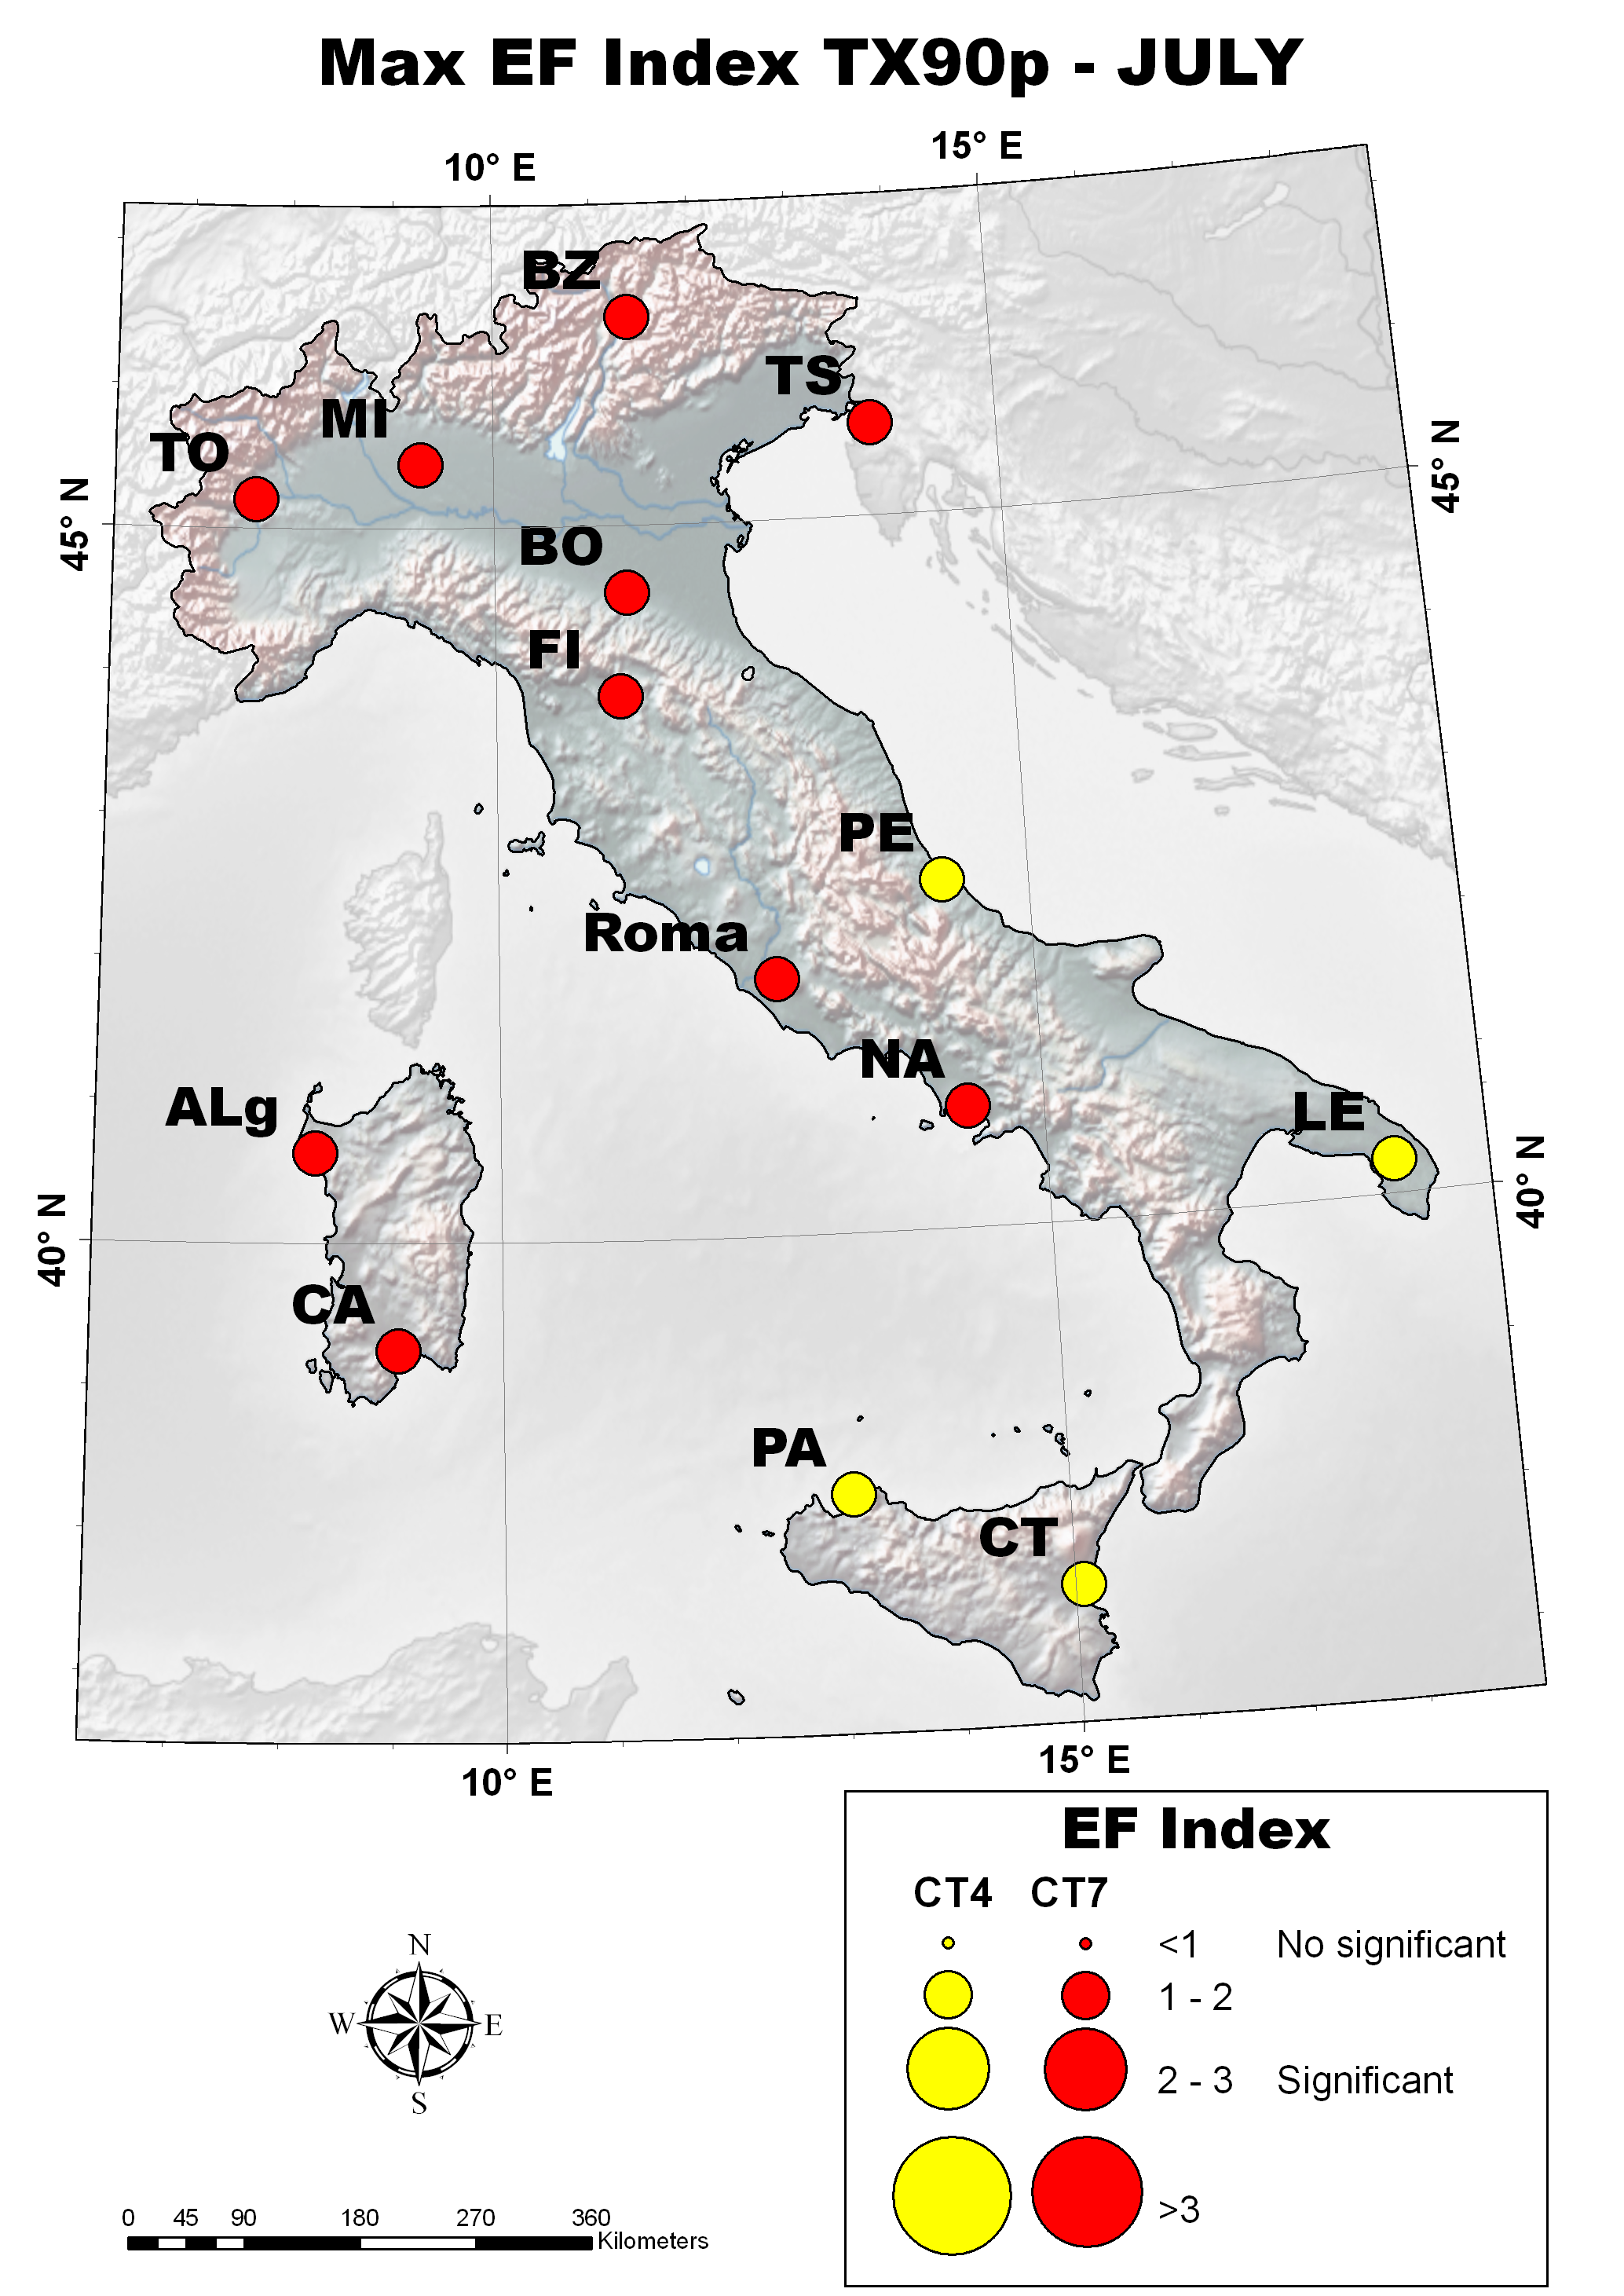 Max EF Index TX90p - JULY
15° E
10° E
BZ
TS
MI
TO
45° N
45° N
BO
FI
PE
Roma
NA
ALg
LE
40° N
40° N
CA
PA
CT
15° E
10° E
EF Index
CT4 CT7
<1 No significant
1 - 2
2 - 3 Significant
>3
N
W E
S
0 45 90 180 270 360
Kilometers